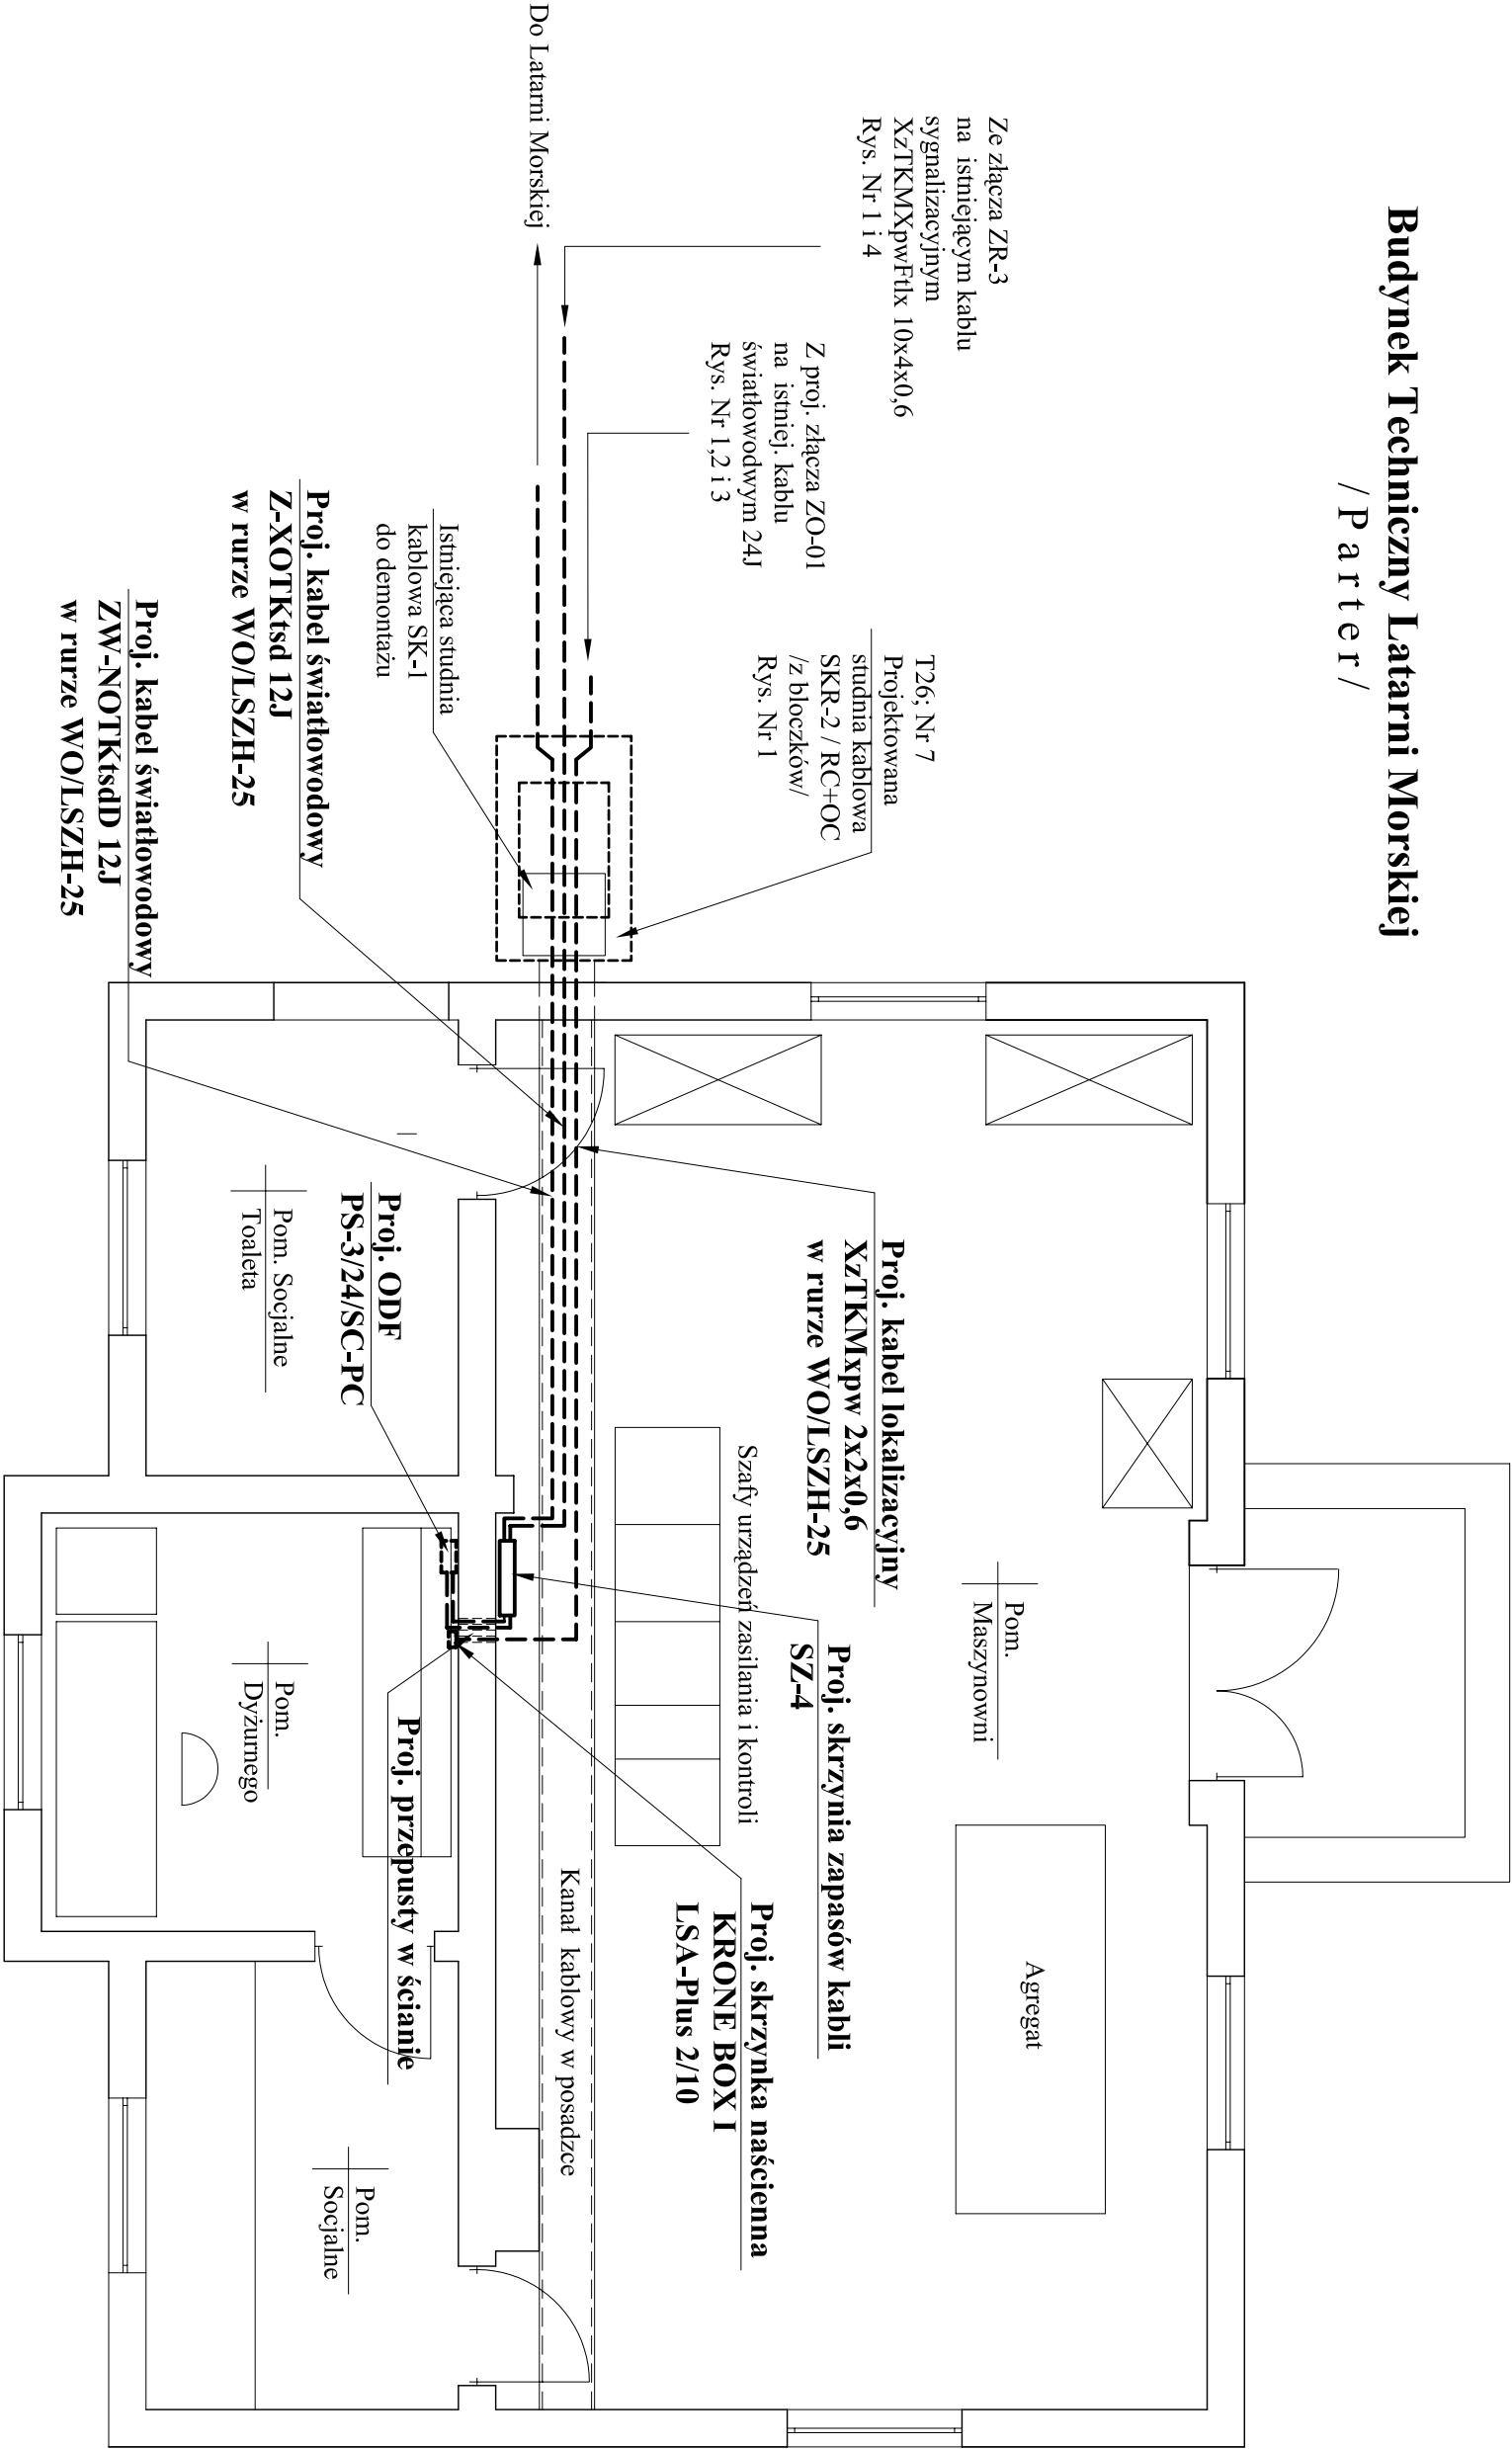 Budynek Techniczny Latarni Morskiej
/ P a r t e r /
Ze złącza ZR-3
na istniejącym kablu
sygnalizacyjnym
XzTKMXpwFtlx 10x4x0,6
Rys. Nr 1 i 4
Z proj. złącza ZO-01
na istniej. kablu
światłowodwym 24J
Rys. Nr 1,2 i 3
T26; Nr 7
Projektowana
studnia kablowa
SKR-2 / RC+OC
/z bloczków/
Rys. Nr 1
Do Latarni Morskiej
Istniejąca studnia
kablowa SK-1
do demontażu
Proj. kabel światłowodowy
Z-XOTKtsd 12J
w rurze WO/LSZH-25
Proj. kabel światłowodowy
ZW-NOTKtsdD 12J
w rurze WO/LSZH-25
Proj. kabel lokalizacyjny
XzTKMxpw 2x2x0,6
w rurze WO/LSZH-25
Pom.
Maszynowni
Agregat
Szafy urządzeń zasilania i kontroli
Proj. skrzynia zapasów kabli
SZ-4
Proj. skrzynka naścienna
KRONE BOX I
LSA-Plus 2/10
Kanał kablowy w posadzce
Proj. ODF
PS-3/24/SC-PC
Pom. Socjalne
Toaleta
Proj. przepusty w ścianie
Pom.
Dyżurnego
Pom.
Socjalne